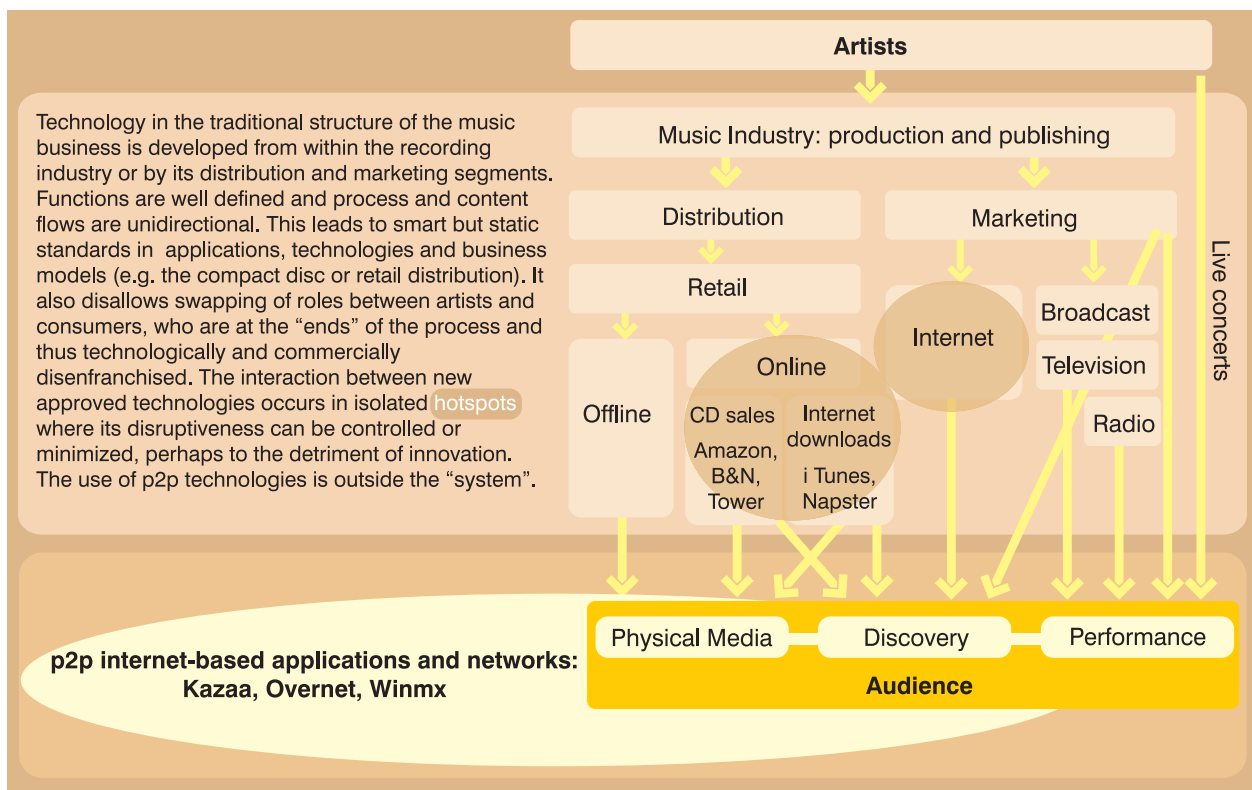 Artists
Technology in the traditional structure of the music
business is developed from within the recording
industry or by its distribution and marketing segments.
Functions are well defined and process and content
flows are unidirectional. This leads to smart but static
standards in applications, technologies and business
models (e.g. the compact disc or retail distribution). It
also disallows swapping of roles between artists and
consumers, who are at the “ends” of the process and
thus technologically and commercially
disenfranchised. The interaction between new
approved technologies occurs in isolated hotspots
where its disruptiveness can be controlled or
minimized, perhaps to the detriment of innovation.
The use of p2p technologies is outside the “system”.
Music Industry: production and publishing
Distribution
Marketing
Retail
Live concerts
Internet
Broadcast
Television
Radio
Offline
Online
CD sales
Amazon,
B&N,
Tower
Internet
downloads
i Tunes,
Napster
p2p internet-based applications and networks:
Kazaa, Overnet, Winmx
Physical Media
Discovery
Performance
Audience